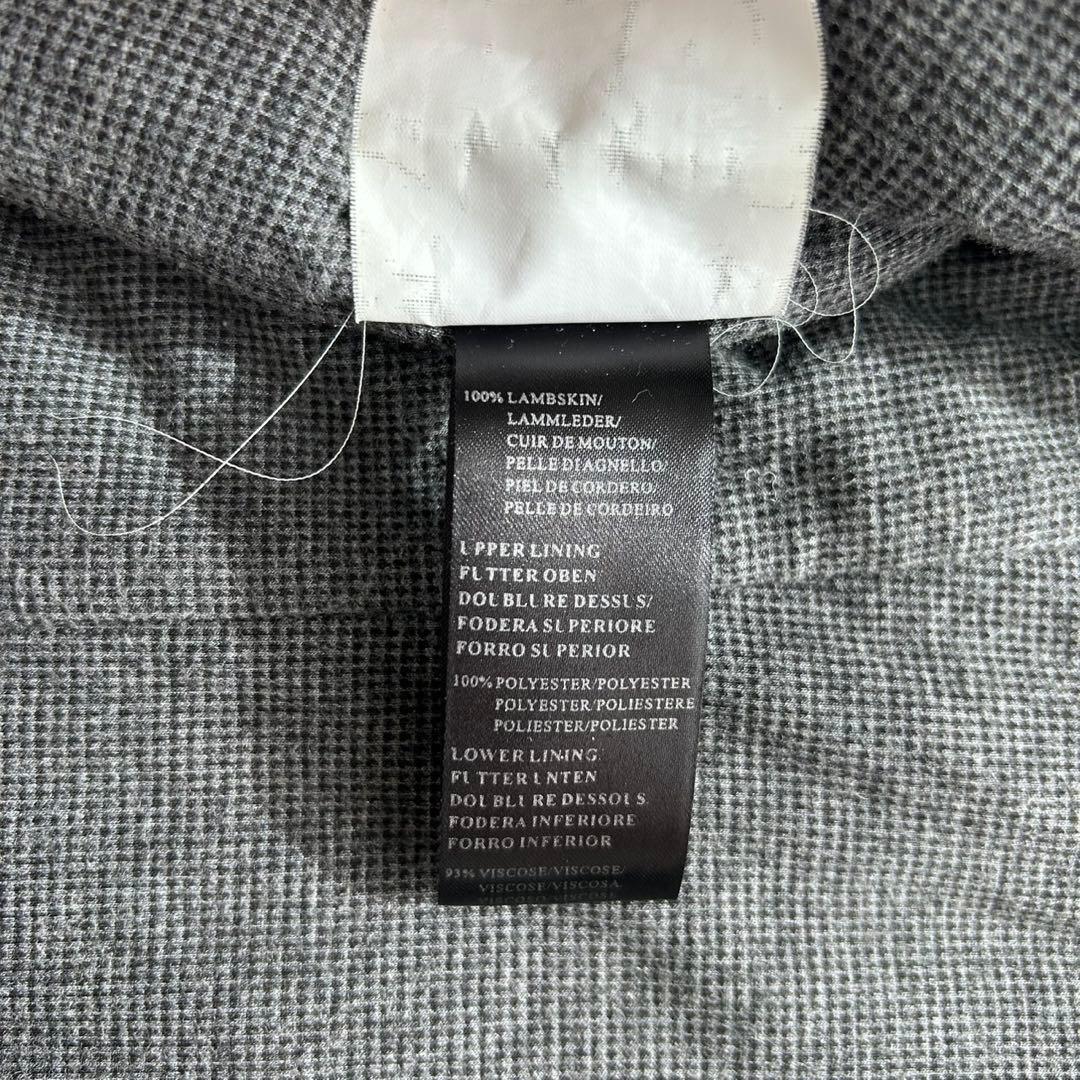 100% LAMBSKIN/
LAMMLEDER/
CUIR DE MOUTON/
PELLE DI AGNELLO/
PIEL DE CORDERO/
PELLE DE CORDEIRO
UPPER LINING
FUTTER OBEN
DOUBLURE DESSUS/
FODERA SUPERIORE
FORRO SUPERIOR
100% POLYESTER/POLYESTER
POLYESTER/POLIESTERE
POLIESTER/POLIESTER
LOWER LINING
FUTTER UNTEN
DOUBLURE DESSOUS
FODERA INFERIORE
FORRO INFERIOR
93% VISCOSE/VISCOSE/
VISCOSE/VISCOSA